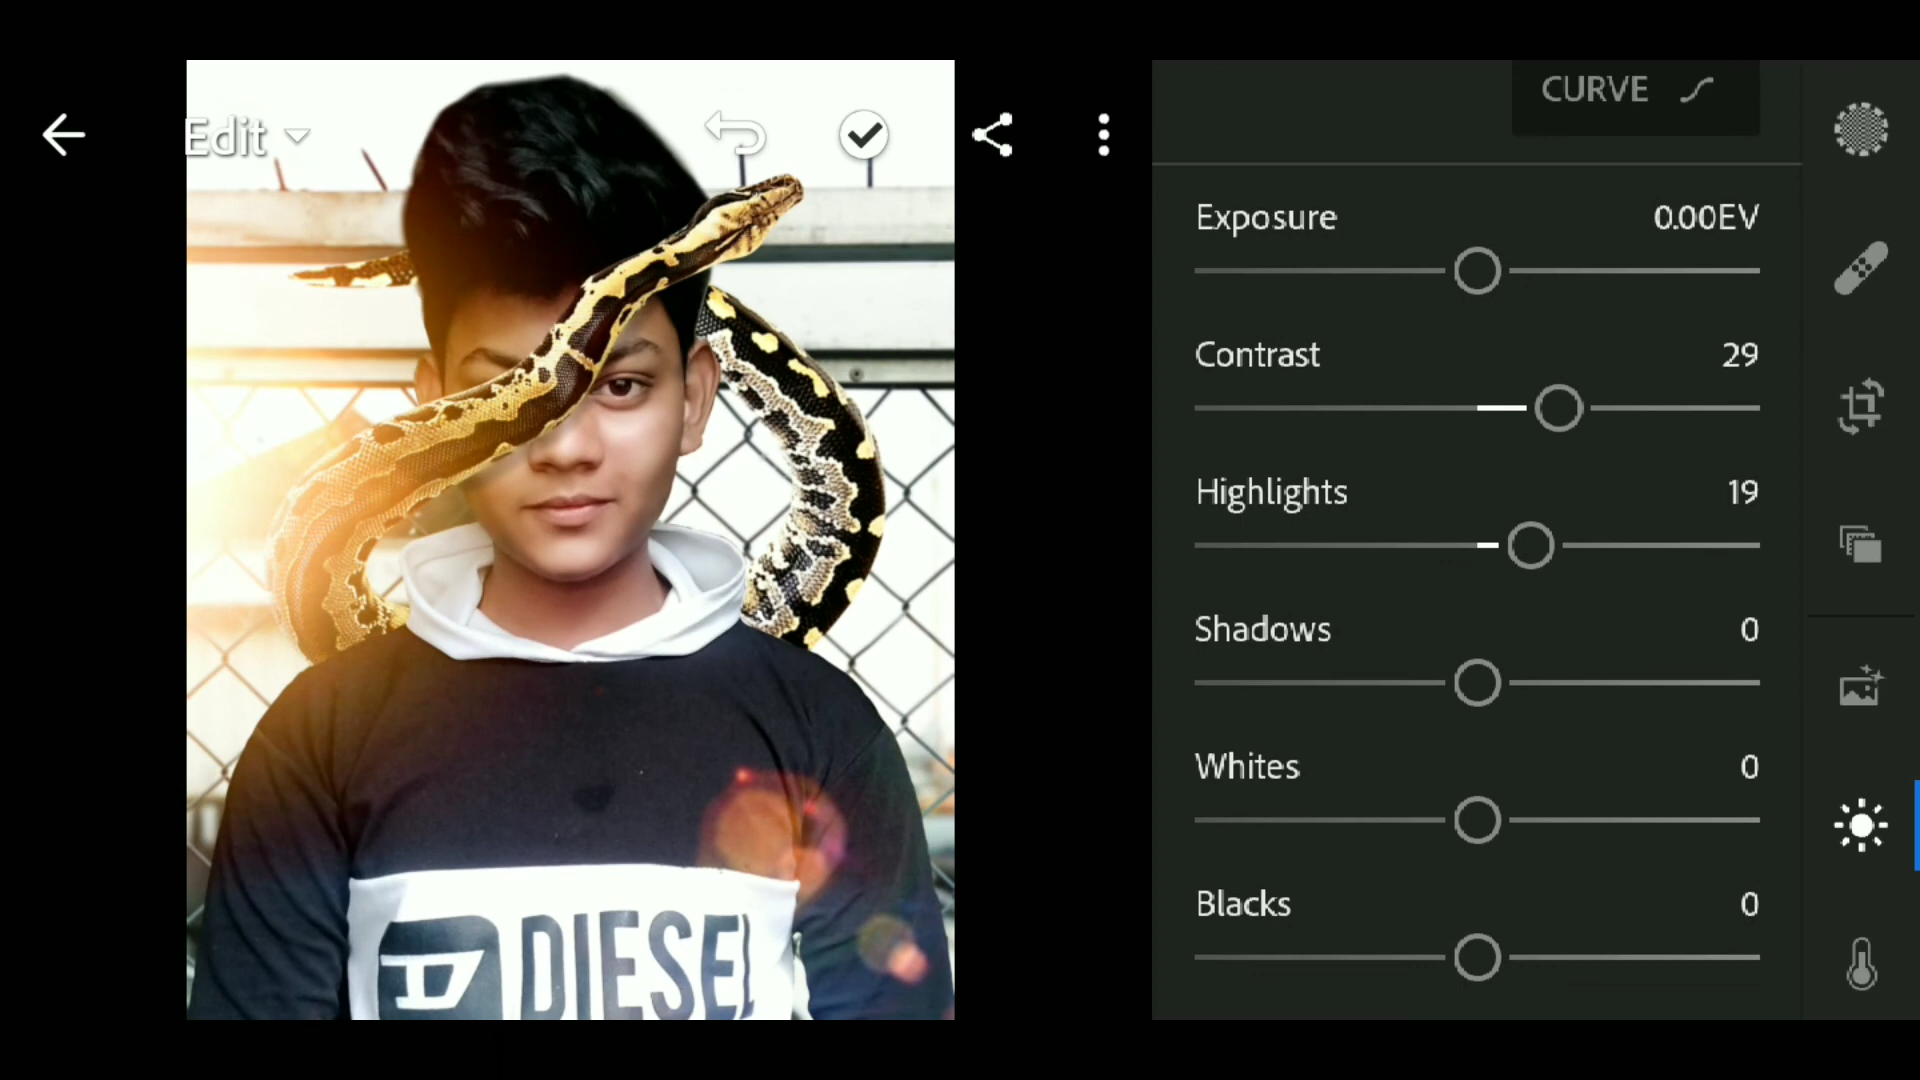 Edit
CURVE
Exposure 0.00EV
Contrast 29
Highlights 19
Shadows 0
Whites 0
Blacks 0
DIESEL